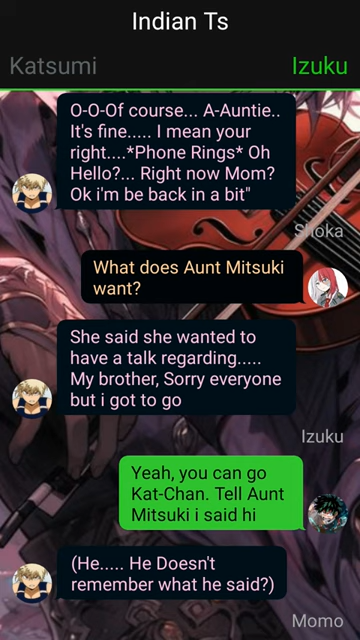 Indian Ts
Katsumi
Izuku
O-O-Of course... A-Auntie..
It's fine..... I mean your
right....*Phone Rings* Oh
Hello?... Right now Mom?
Ok i'm be back in a bit"
Shoka
What does Aunt Mitsuki
want?
She said she wanted to
have a talk regarding.....
My brother, Sorry everyone
but i got to go
Izuku
Yeah, you can go
Kat-Chan. Tell Aunt
Mitsuki i said hi
(He..... He Doesn't
remember what he said?)
Momo